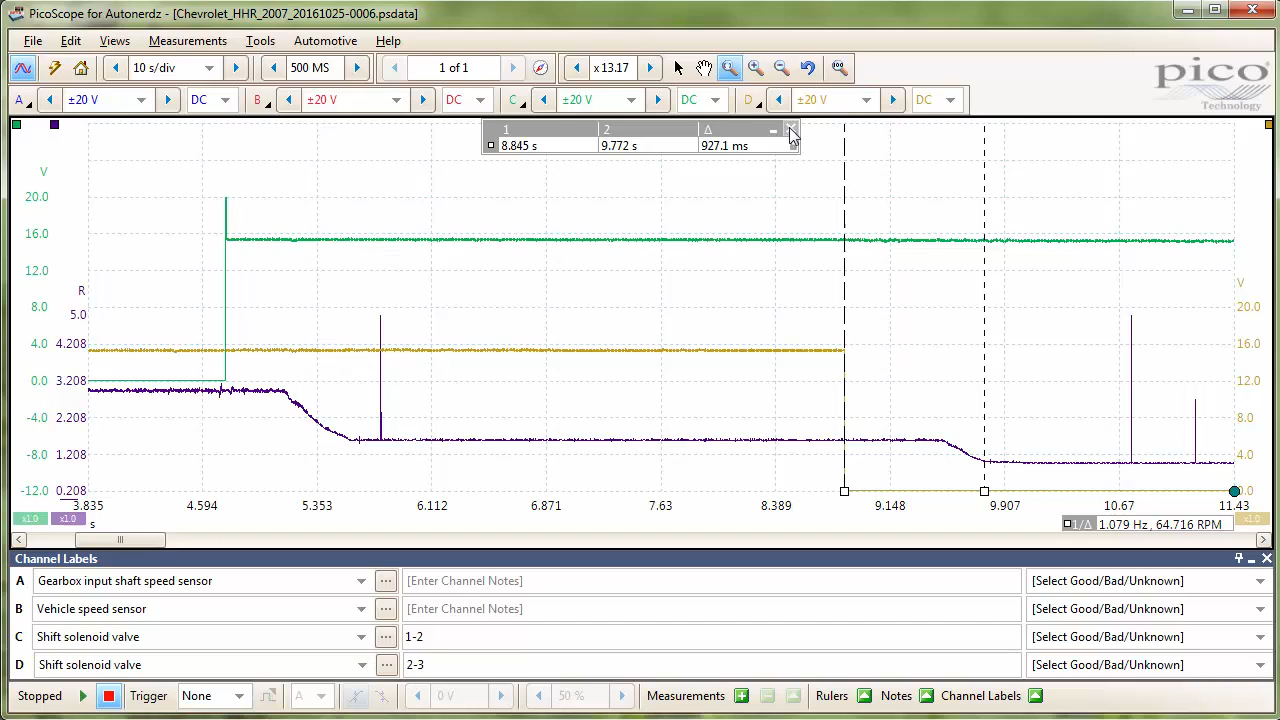 PicoScope for Autonerdz - [Chevrolet_HHR_2007_20161025-0006.psdata]
File Edit Views Measurements Tools Automotive Help
10 s/div 500 MS 1 of 1 x 13.17
pico
Technology
A ±20 V DC B ±20 V DC C ±20 V DC D ±20 V DC
1 2 Δ
8.845 s 9.772 s 927.1 ms
V
20.0
16.0
12.0
8.0
4.0
0.0
-4.0
-8.0
-12.0
R
5.0
4.208
3.208
2.208
1.208
0.208
V
20.0
16.0
12.0
8.0
4.0
0.0
3.835 4.594 5.353 6.112 6.871 7.63 8.389 9.148 9.907 10.67 11.43
x1.0 x1.0 s x1.0
1/Δ 1.079 Hz, 64.716 RPM
Channel Labels
A Gearbox input shaft speed sensor [Enter Channel Notes] [Select Good/Bad/Unknown]
B Vehicle speed sensor [Enter Channel Notes] [Select Good/Bad/Unknown]
C Shift solenoid valve 1-2 [Select Good/Bad/Unknown]
D Shift solenoid valve 2-3 [Select Good/Bad/Unknown]
Stopped Trigger None A 0 V 50 % Measurements Rulers Notes Channel Labels